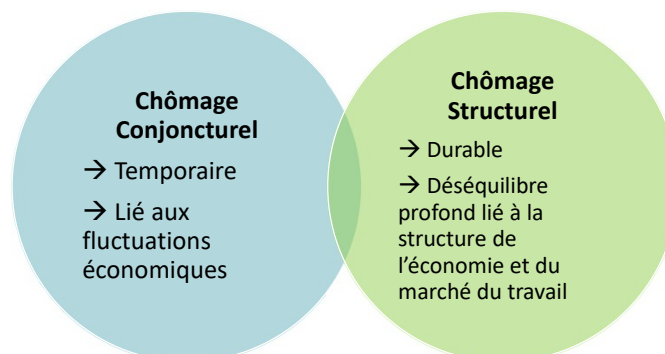 Chômage
Conjoncturel
→ Temporaire
→ Lié aux
fluctuations
économiques
Chômage
Structurel
→ Durable
→ Déséquilibre
profond lié à la
structure de
l’économie et du
marché du travail